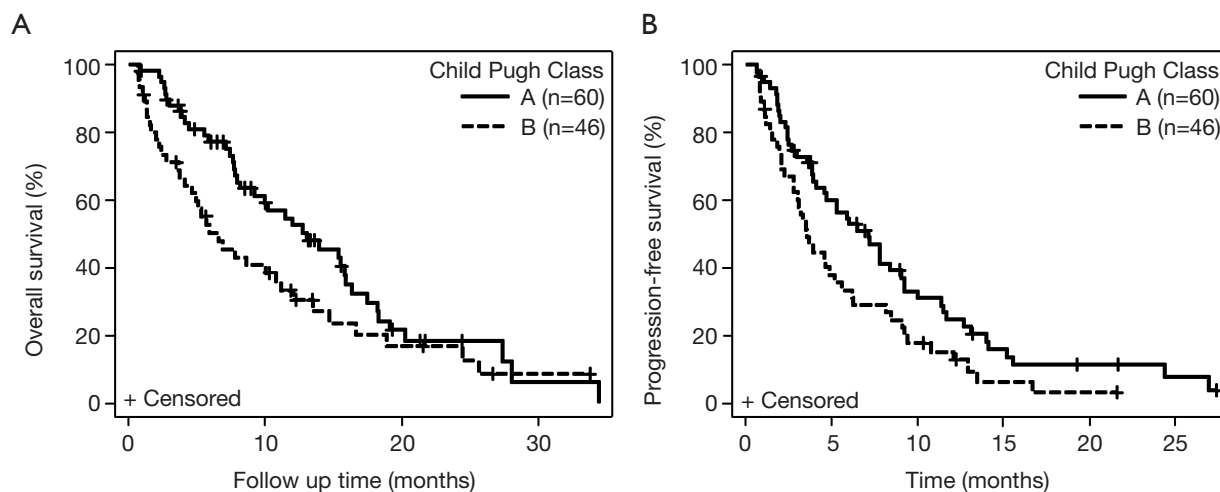 A
Overall survival (%)
100
80
60
40
20
0
Child Pugh Class
A (n=60)
B (n=46)
+ Censored
0 10 20 30
Follow up time (months)
B
Progression-free survival (%)
100
80
60
40
20
0
Child Pugh Class
A (n=60)
B (n=46)
+ Censored
0 5 10 15 20 25
Time (months)